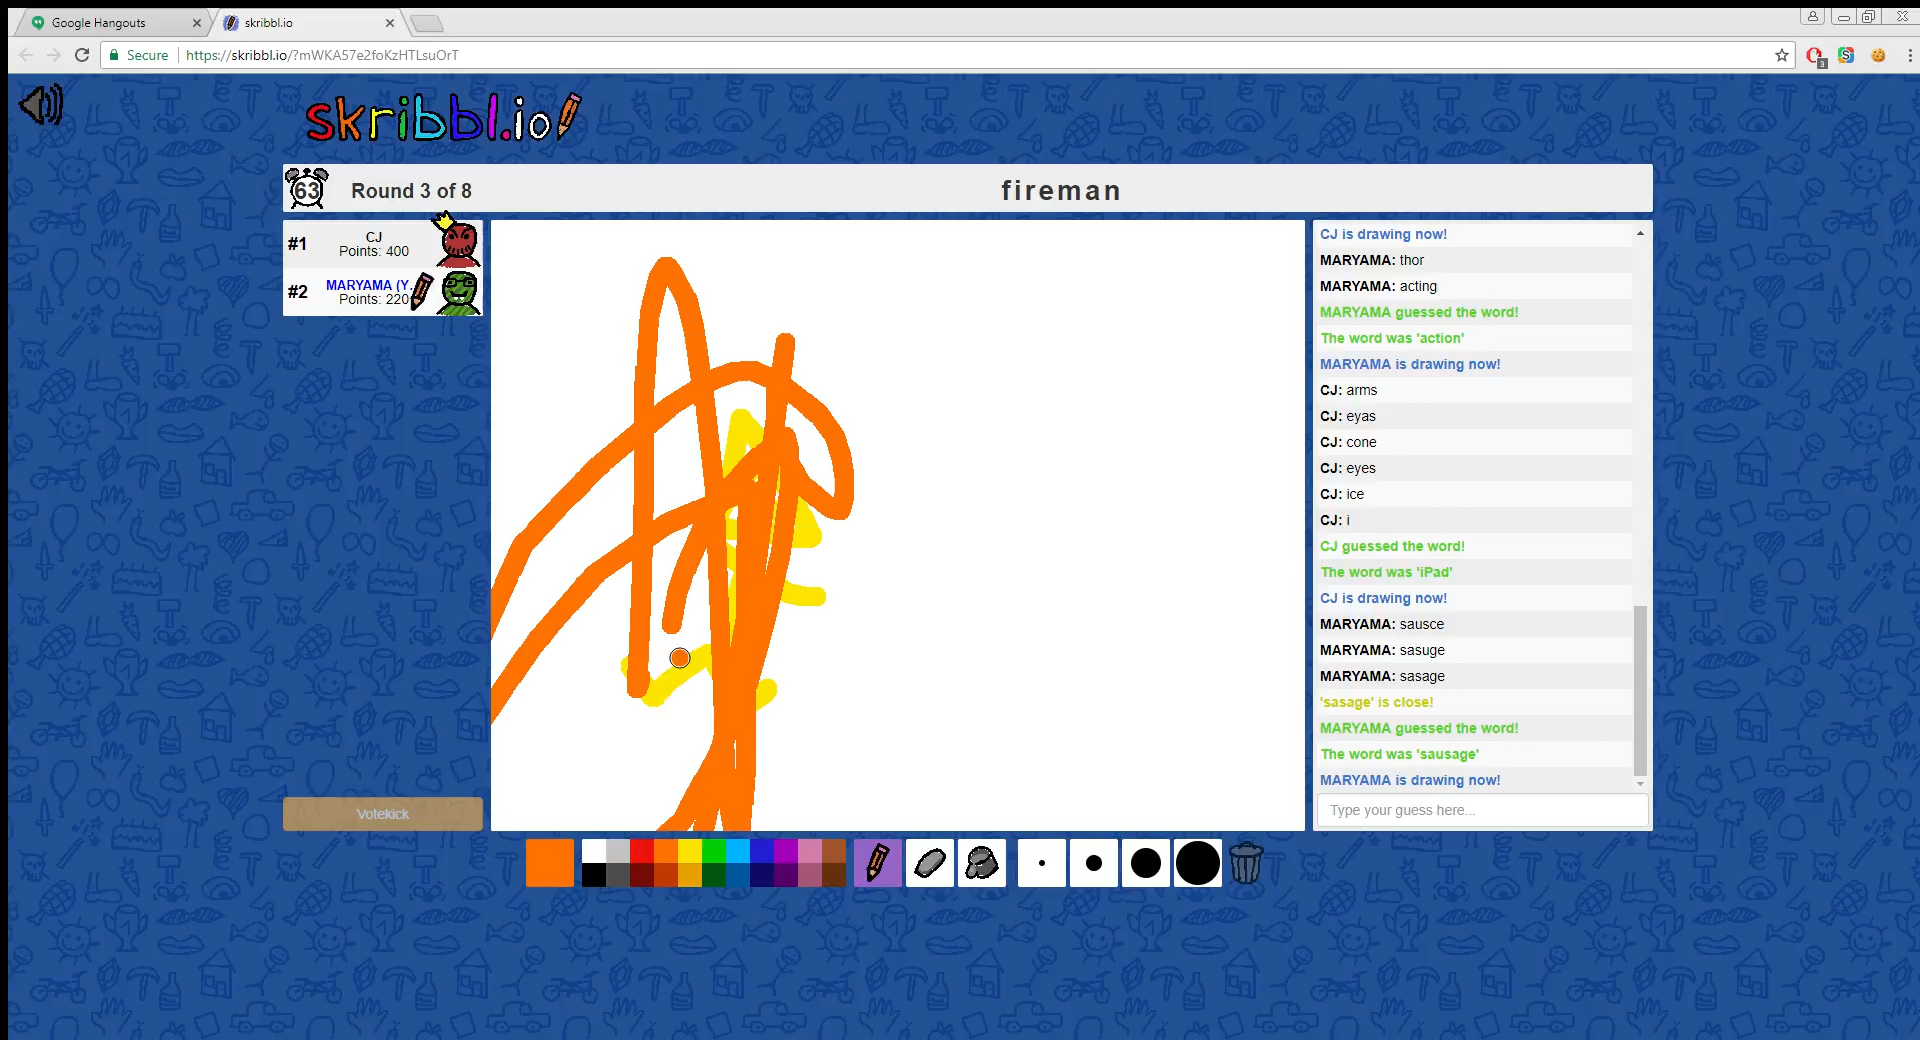 Google Hangouts
skribbl.io
Secure
https://skribbl.io/?mWKA57e2foKzHTLsuOrT
3
S
skribbl.io
63
Round 3 of 8
fireman
#1
CJ
Points: 400
#2
MARYAMA (Y..
Points: 220
CJ is drawing now!
MARYAMA: thor
MARYAMA: acting
MARYAMA guessed the word!
The word was 'action'
MARYAMA is drawing now!
CJ: arms
CJ: eyas
CJ: cone
CJ: eyes
CJ: ice
CJ: i
CJ guessed the word!
The word was 'iPad'
CJ is drawing now!
MARYAMA: sausce
MARYAMA: sasuge
MARYAMA: sasage
'sasage' is close!
MARYAMA guessed the word!
The word was 'sausage'
MARYAMA is drawing now!
Type your guess here...
Votekick